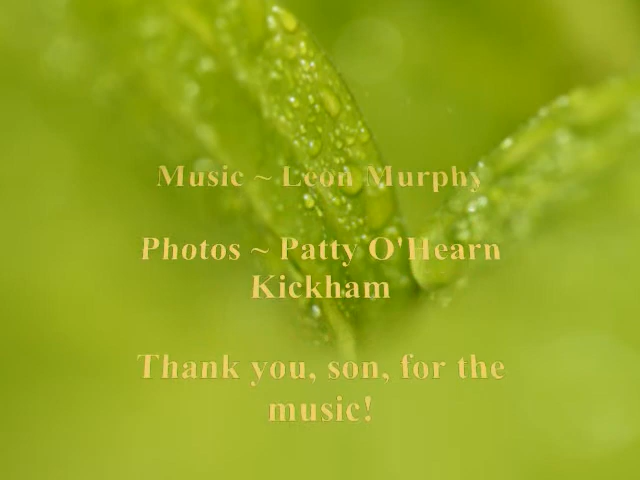 Music ~ Leon Murphy
Photos ~ Patty O'Hearn
Kickham
Thank you, son, for the
music!